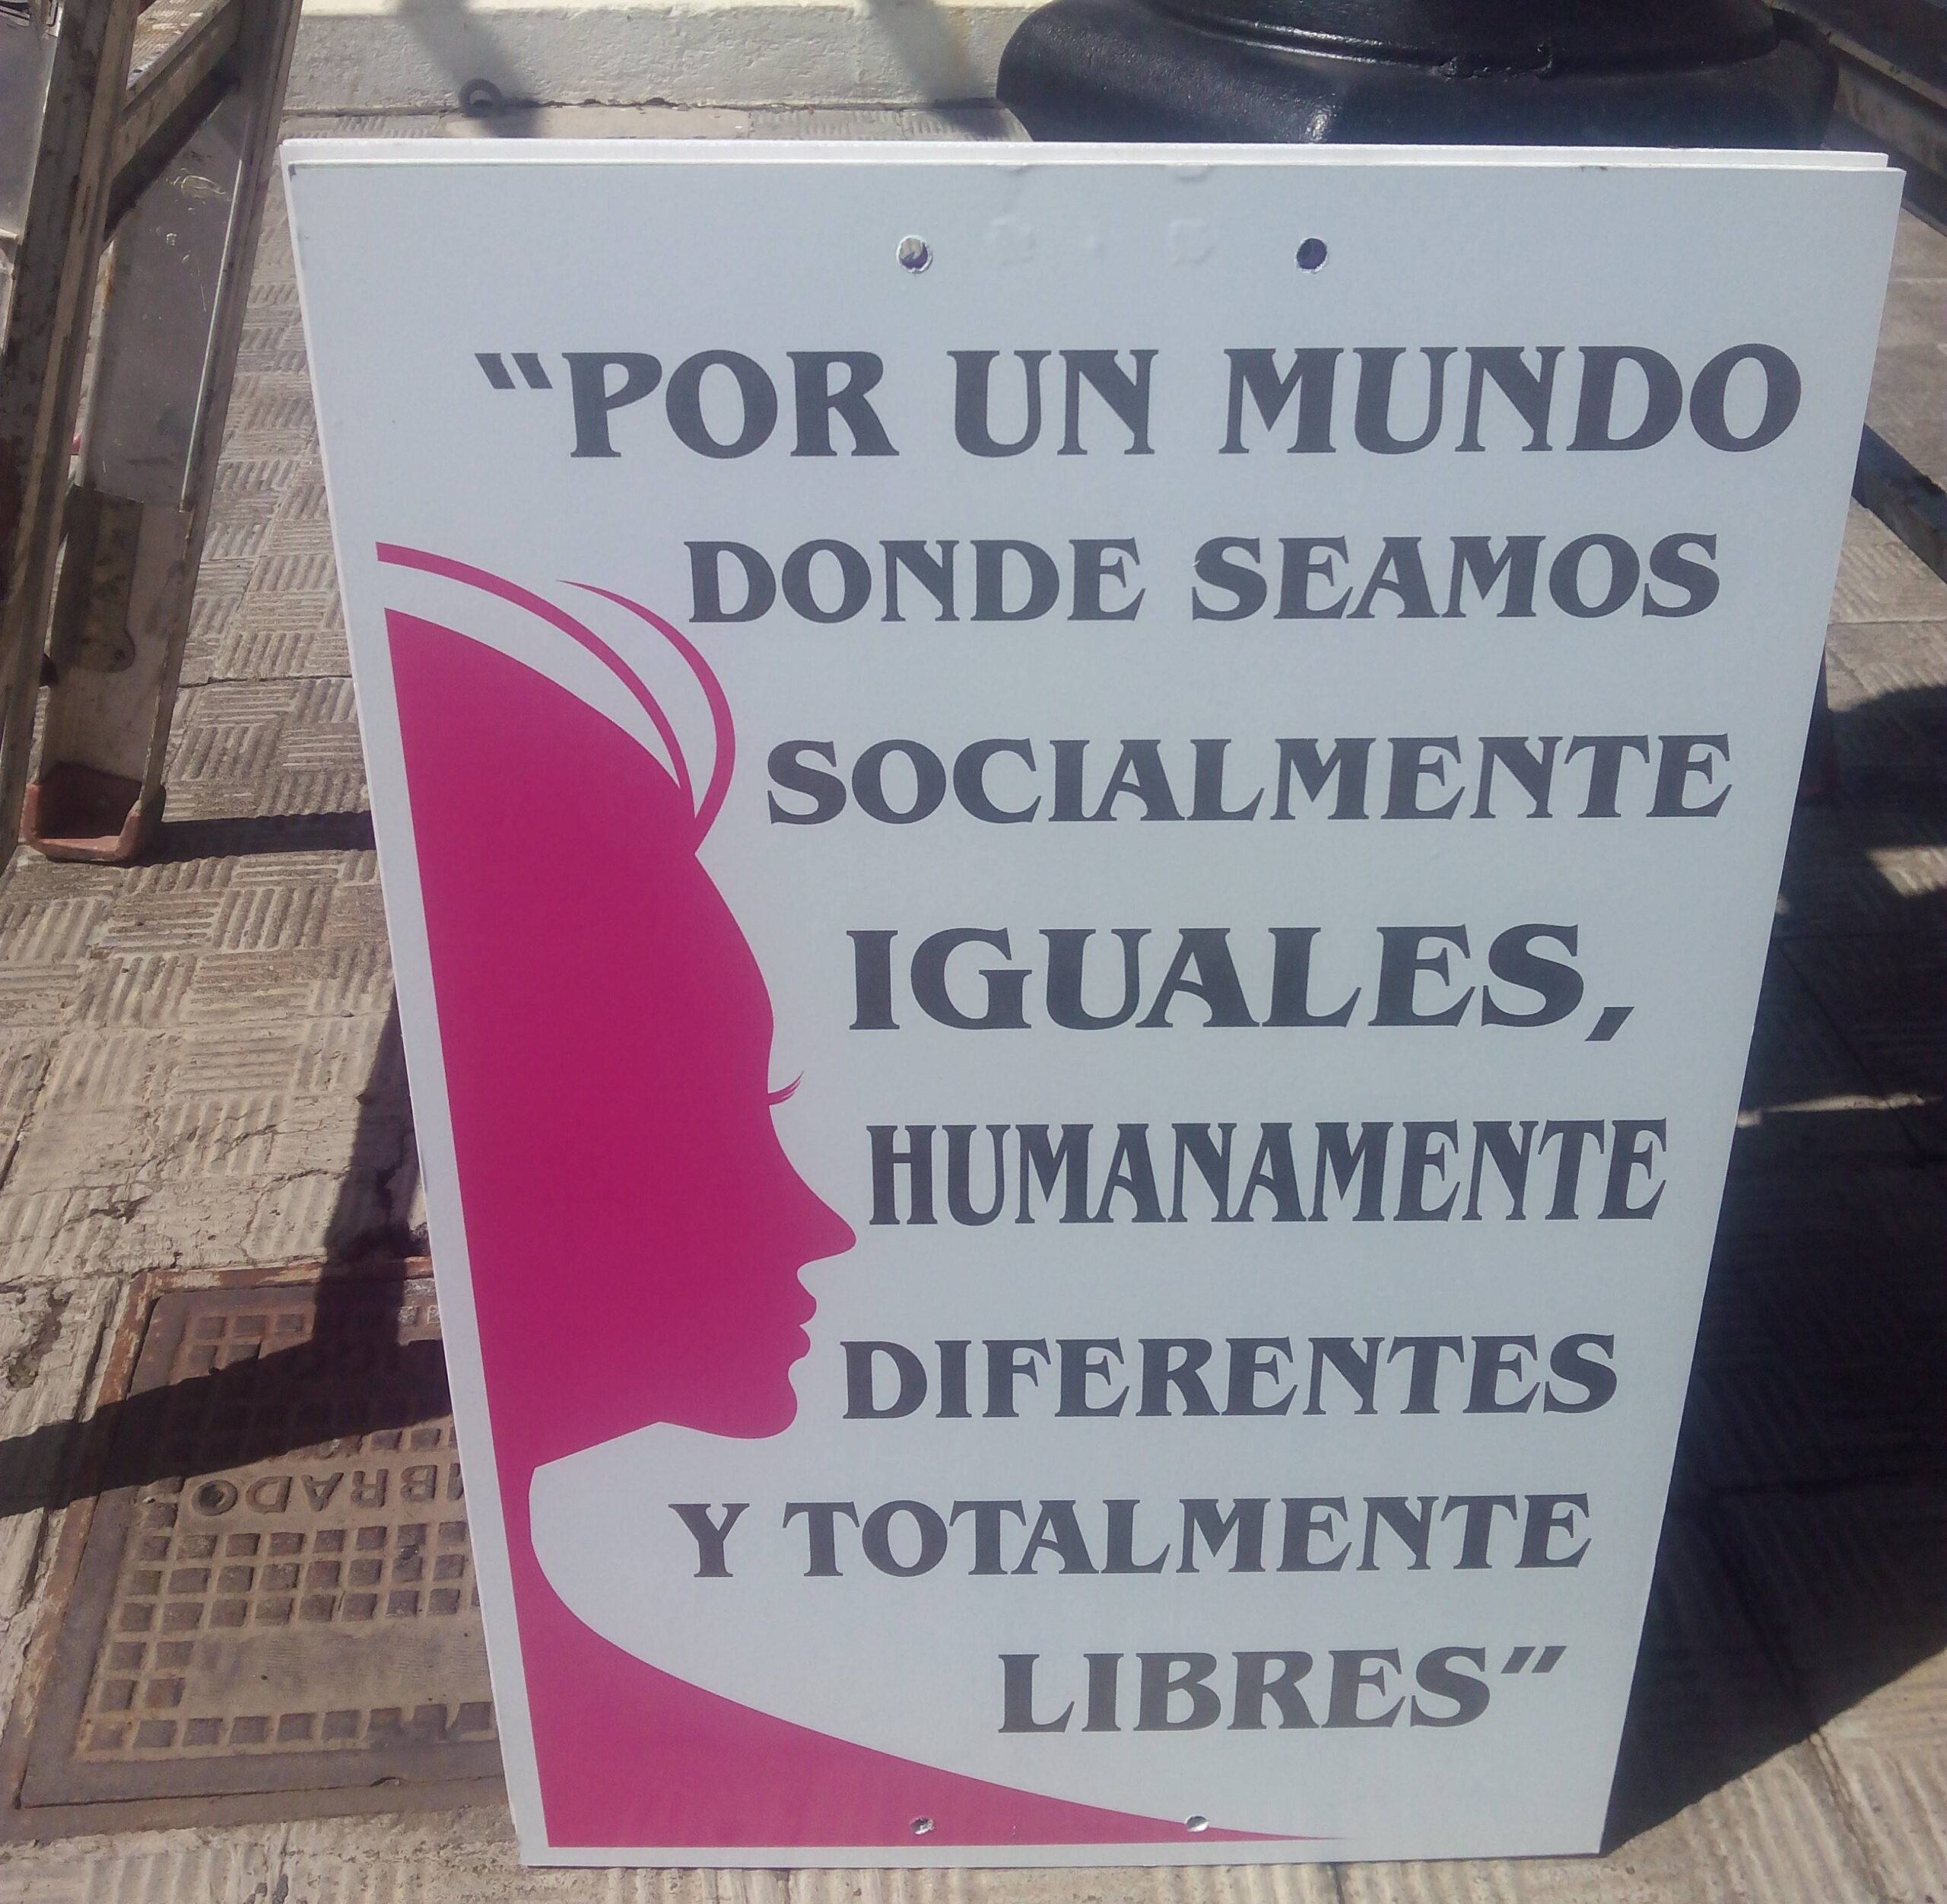 “POR UN MUNDO
DONDE SEAMOS
SOCIALMENTE
IGUALES,
HUMANAMENTE
DIFERENTES
Y TOTALMENTE
LIBRES”